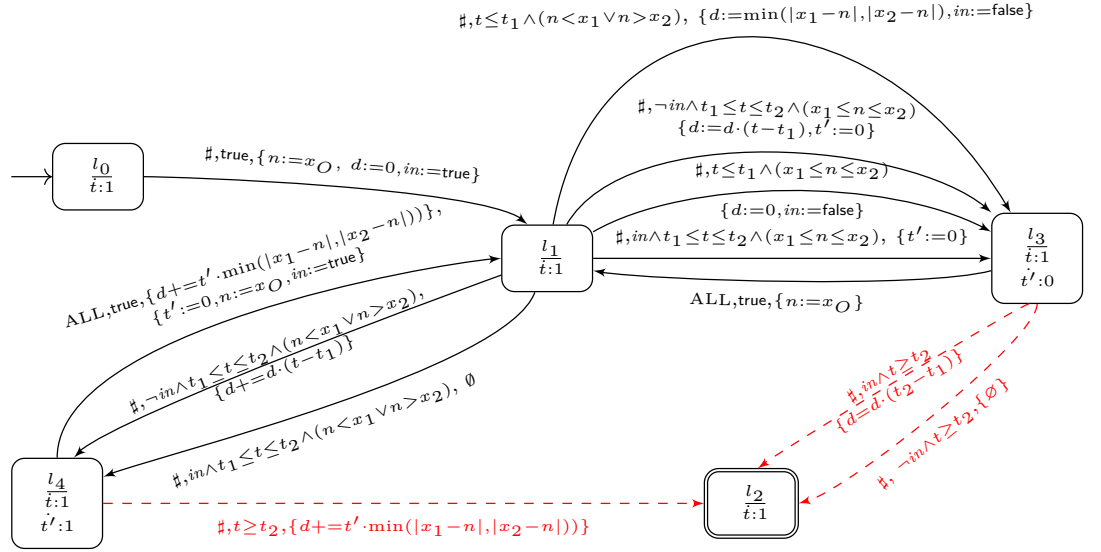 ♯,t≤t₁∧(n<x₁∨n>x₂), {d:=min(|x₁−n|,|x₂−n|),in:=false}
♯,¬in∧t₁≤t≤t₂∧(x₁≤n≤x₂)
{d:=d·(t−t₁),t′:=0}
♯,t≤t₁∧(x₁≤n≤x₂)
{d:=0,in:=false}
♯,in∧t₁≤t≤t₂∧(x₁≤n≤x₂), {t′:=0}
ALL,true,{n:=x_O}
l₀
ṫ:1
♯,true,{n:=x_O, d:=0,in:=true}
l₁
ṫ:1
l₃
ṫ:1
ṫ′:0
ALL,true,{d+=t′·min(|x₁−n|,|x₂−n|))},
{t′:=0,n:=x_O,in:=true}
♯,¬in∧t₁≤t≤t₂∧(n<x₁∨n>x₂),
{d+=d·(t−t₁)}
♯,in∧t₁≤t≤t₂∧(n<x₁∨n>x₂), ∅
♯,in∧t≥t₂
{d=d·(t₂−t₁)}
♯, ¬in∧t≥t₂,{∅}
l₄
ṫ:1
ṫ′:1
♯,t≥t₂,{d+=t′·min(|x₁−n|,|x₂−n|))}
l₂
ṫ:1